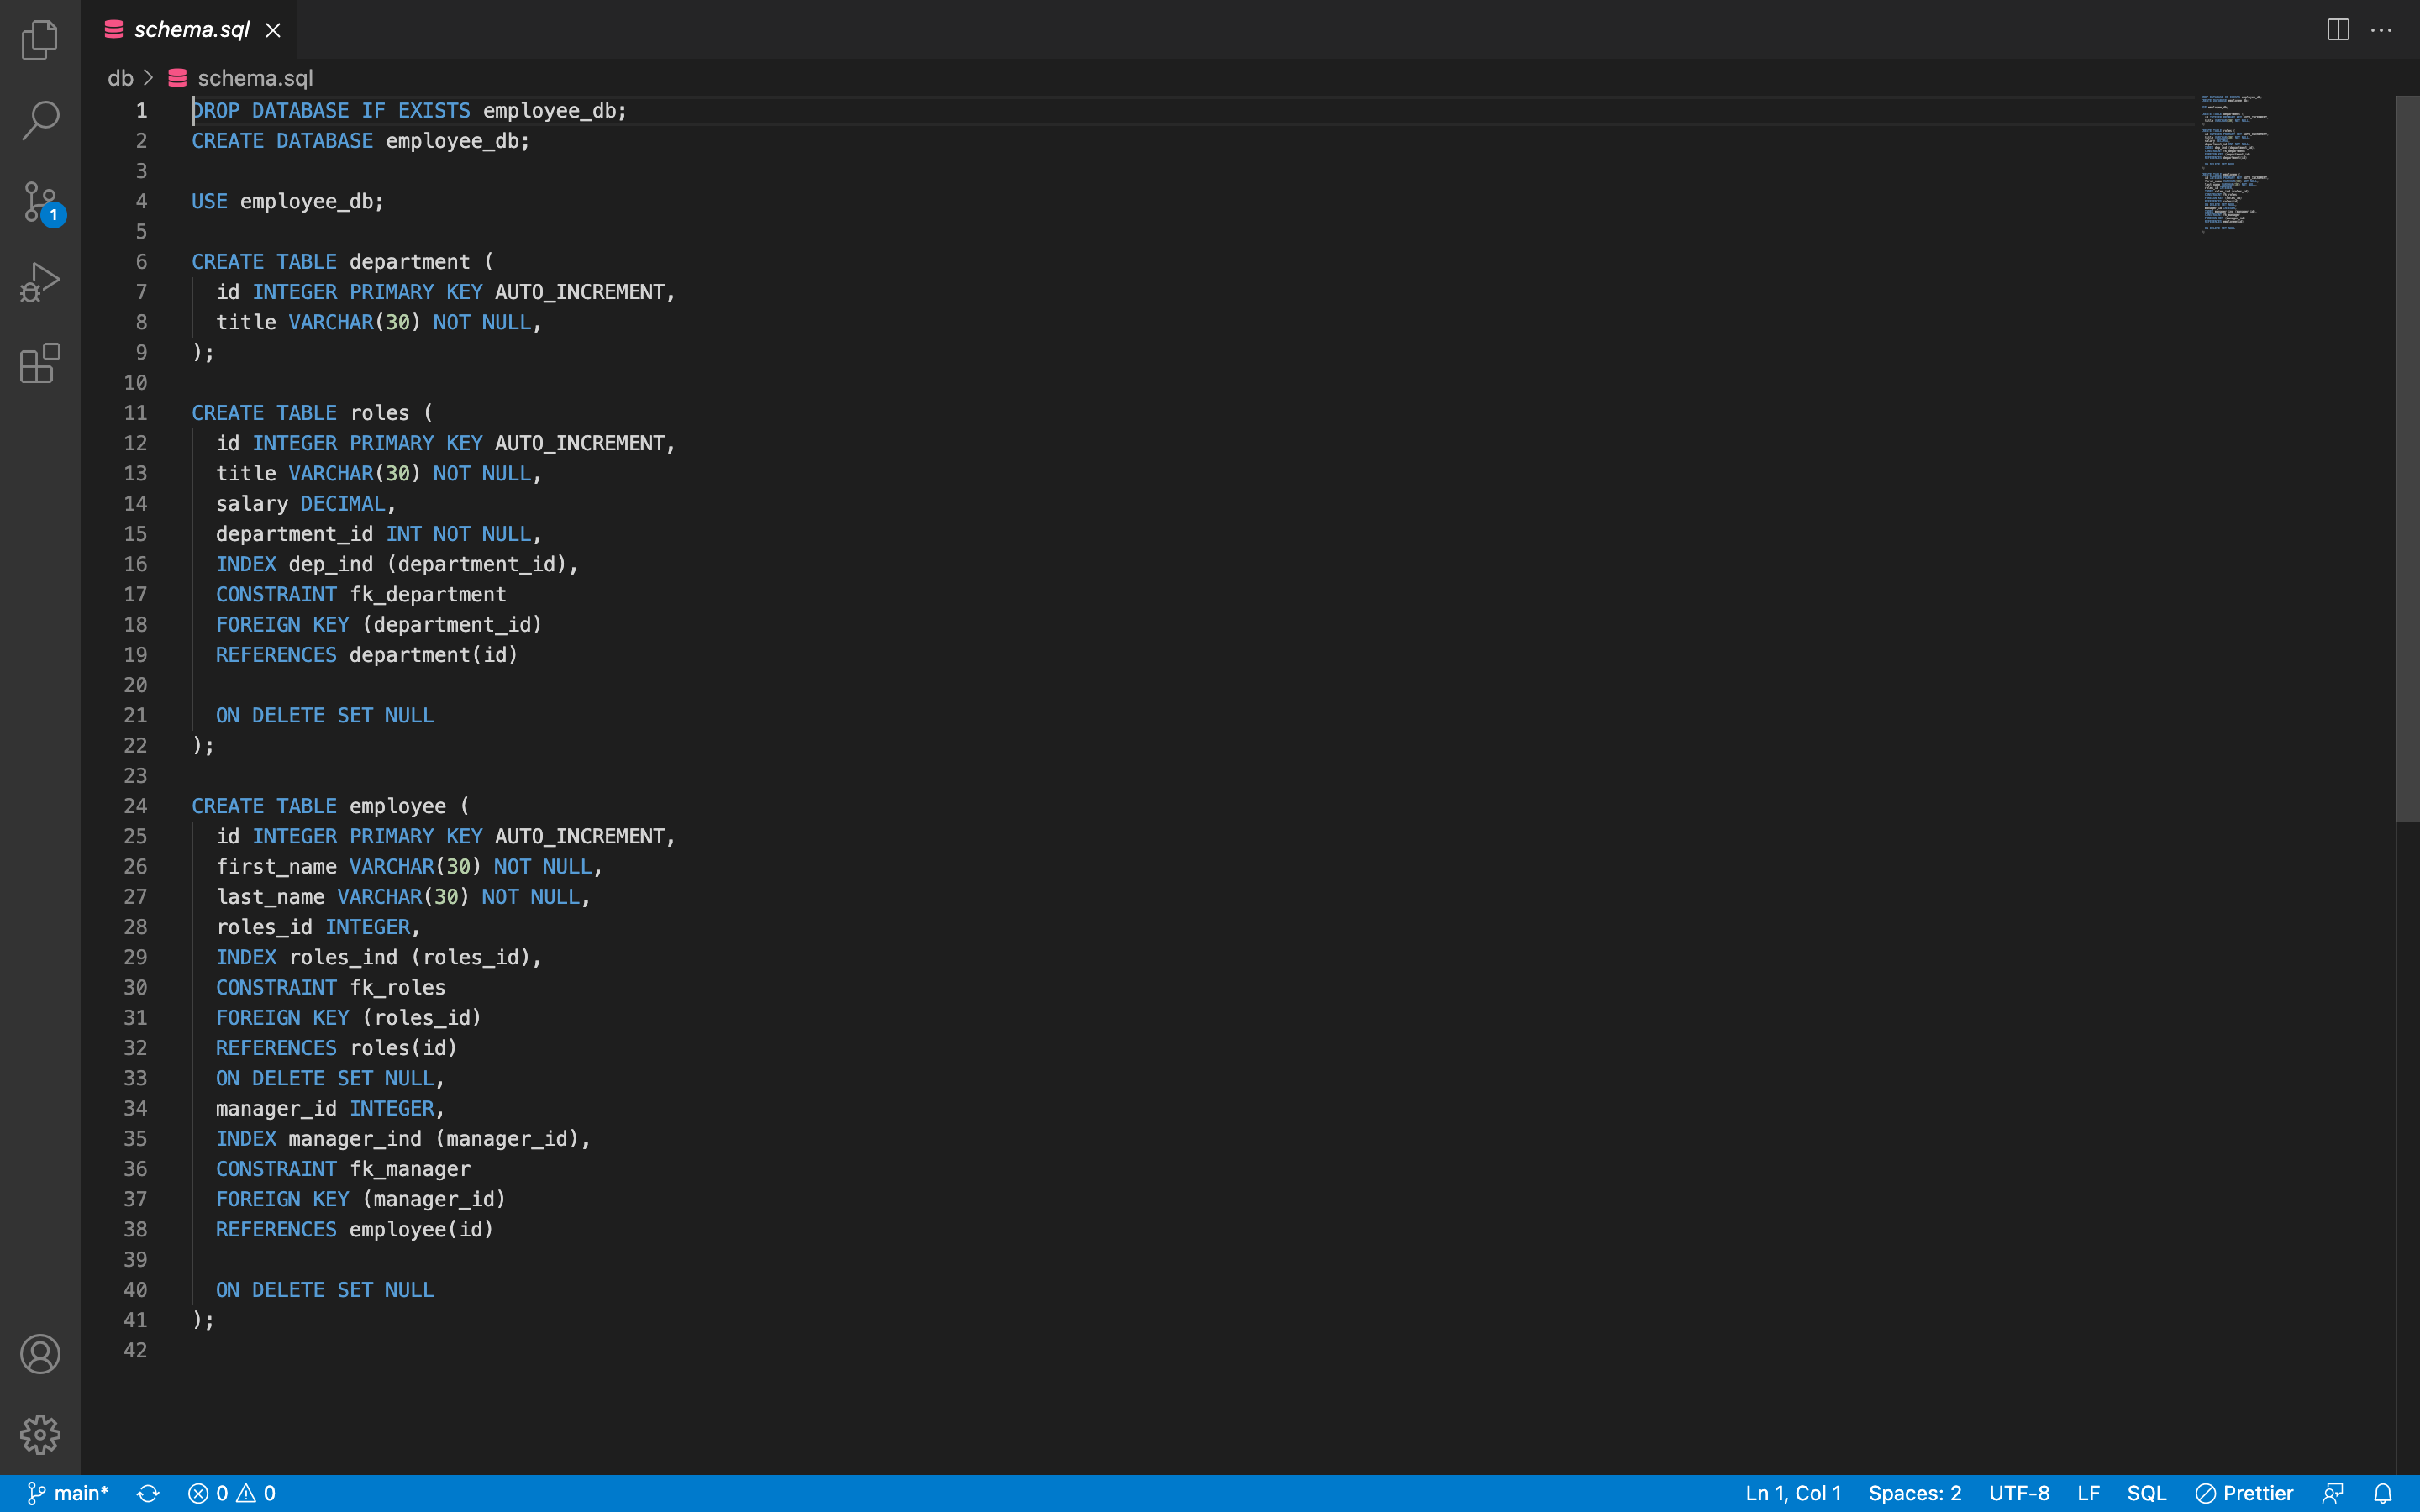 schema.sql
db > schema.sql
1 DROP DATABASE IF EXISTS employee_db;
2 CREATE DATABASE employee_db;
3
4 USE employee_db;
5
6 CREATE TABLE department (
7   id INTEGER PRIMARY KEY AUTO_INCREMENT,
8   title VARCHAR(30) NOT NULL,
9 );
10
11 CREATE TABLE roles (
12   id INTEGER PRIMARY KEY AUTO_INCREMENT,
13   title VARCHAR(30) NOT NULL,
14   salary DECIMAL,
15   department_id INT NOT NULL,
16   INDEX dep_ind (department_id),
17   CONSTRAINT fk_department
18   FOREIGN KEY (department_id)
19   REFERENCES department(id)
20
21   ON DELETE SET NULL
22 );
23
24 CREATE TABLE employee (
25   id INTEGER PRIMARY KEY AUTO_INCREMENT,
26   first_name VARCHAR(30) NOT NULL,
27   last_name VARCHAR(30) NOT NULL,
28   roles_id INTEGER,
29   INDEX roles_ind (roles_id),
30   CONSTRAINT fk_roles
31   FOREIGN KEY (roles_id)
32   REFERENCES roles(id)
33   ON DELETE SET NULL,
34   manager_id INTEGER,
35   INDEX manager_ind (manager_id),
36   CONSTRAINT fk_manager
37   FOREIGN KEY (manager_id)
38   REFERENCES employee(id)
39
40   ON DELETE SET NULL
41 );
42
1
main* 0 0 Ln 1, Col 1 Spaces: 2 UTF-8 LF SQL Prettier